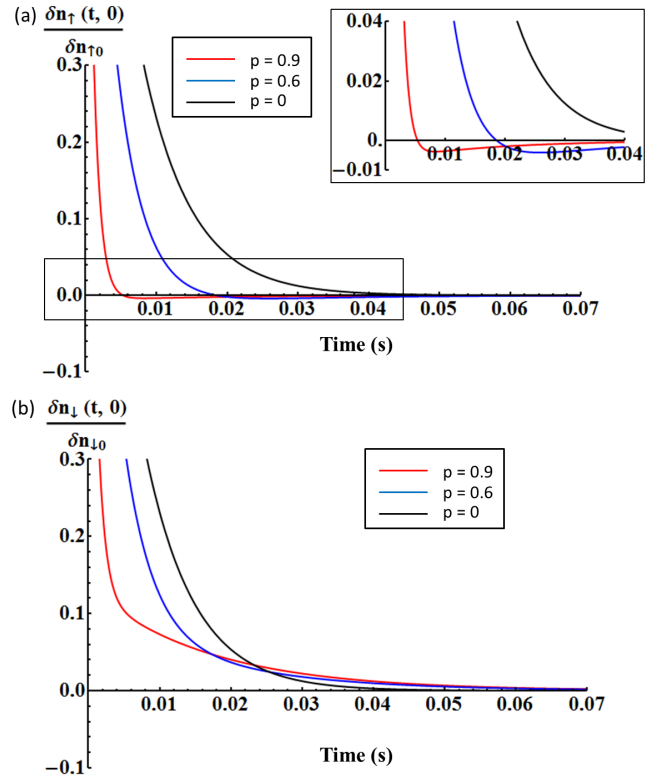 (a)
δn↑ (t, 0)
δn↑0
p = 0.9
p = 0.6
p = 0
0.3
0.2
0.1
0.0
−0.1
0.01 0.02 0.03 0.04 0.05 0.06 0.07
Time (s)
0.04
0.02
0
−0.01
0.01 0.02 0.03 0.04
(b)
δn↓ (t, 0)
δn↓0
p = 0.9
p = 0.6
p = 0
0.3
0.2
0.1
0.0
−0.1
0.01 0.02 0.03 0.04 0.05 0.06 0.07
Time (s)